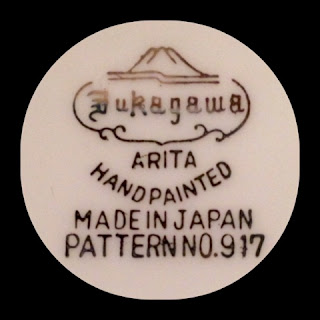 Fukagawa
ARITA
HANDPAINTED
MADE IN JAPAN
PATTERN NO.917